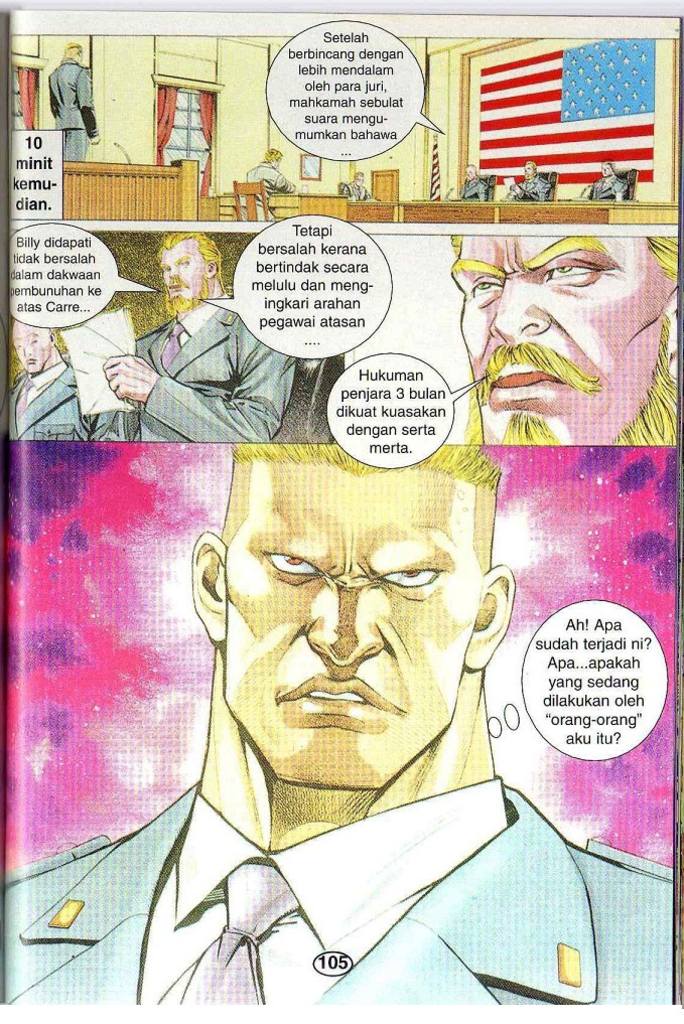 Setelah
berbincang dengan
lebih mendalam
oleh para juri,
mahkamah sebulat
suara mengu-
mumkan bahawa
...
10
minit
kemu-
dian.
Billy didapati
tidak bersalah
dalam dakwaan
pembunuhan ke
atas Carre...
Tetapi
bersalah kerana
bertindak secara
melulu dan meng-
ingkari arahan
pegawai atasan
....
Hukuman
penjara 3 bulan
dikuat kuasakan
dengan serta
merta.
Ah! Apa
sudah terjadi ni?
Apa...apakah
yang sedang
dilakukan oleh
“orang-orang”
aku itu?
105